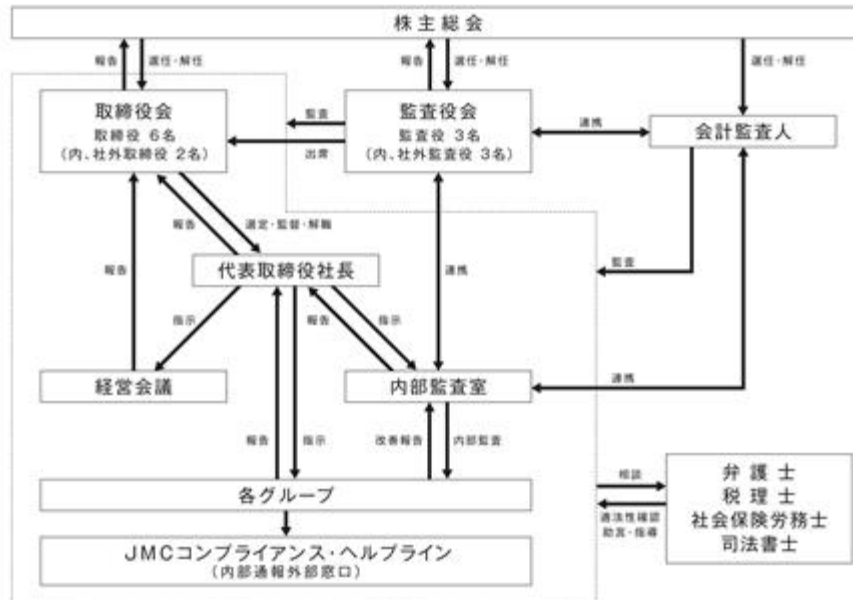 株主総会
報告
選任・解任
報告
選任・解任
選任・解任
取締役会
取締役 6名
(内、社外取締役 2名)
監査
出席
監査役会
監査役 3名
(内、社外監査役 3名)
連携
会計監査人
報告
選定・監督・解職
報告
代表取締役社長
連携
監査
指示
報告
指示
経営会議
内部監査室
連携
報告
指示
改善報告
内部監査
各グループ
JMCコンプライアンス・ヘルプライン
(内部通報外部窓口)
相談
適法性確認
助言・指導
弁護士
税理士
社会保険労務士
司法書士